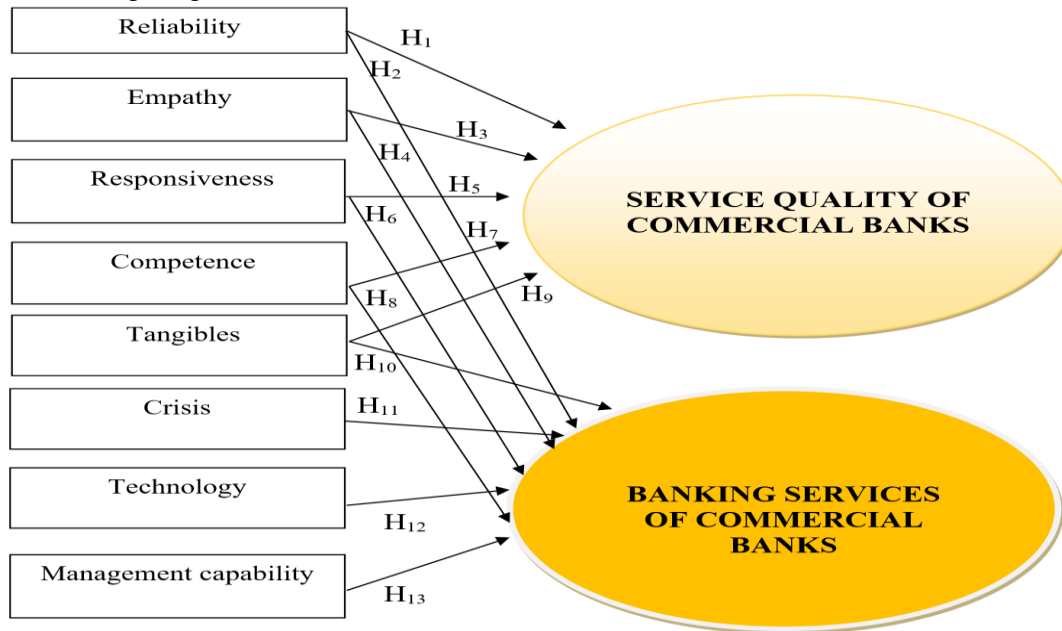 Reliability
H₁
H₂
Empathy
H₃
H₄
Responsiveness
H₅
H₆
SERVICE QUALITY OF
COMMERCIAL BANKS
H₇
Competence
H₈
H₉
Tangibles
H₁₀
Crisis
H₁₁
Technology
H₁₂
BANKING SERVICES
OF COMMERCIAL
BANKS
Management capability
H₁₃